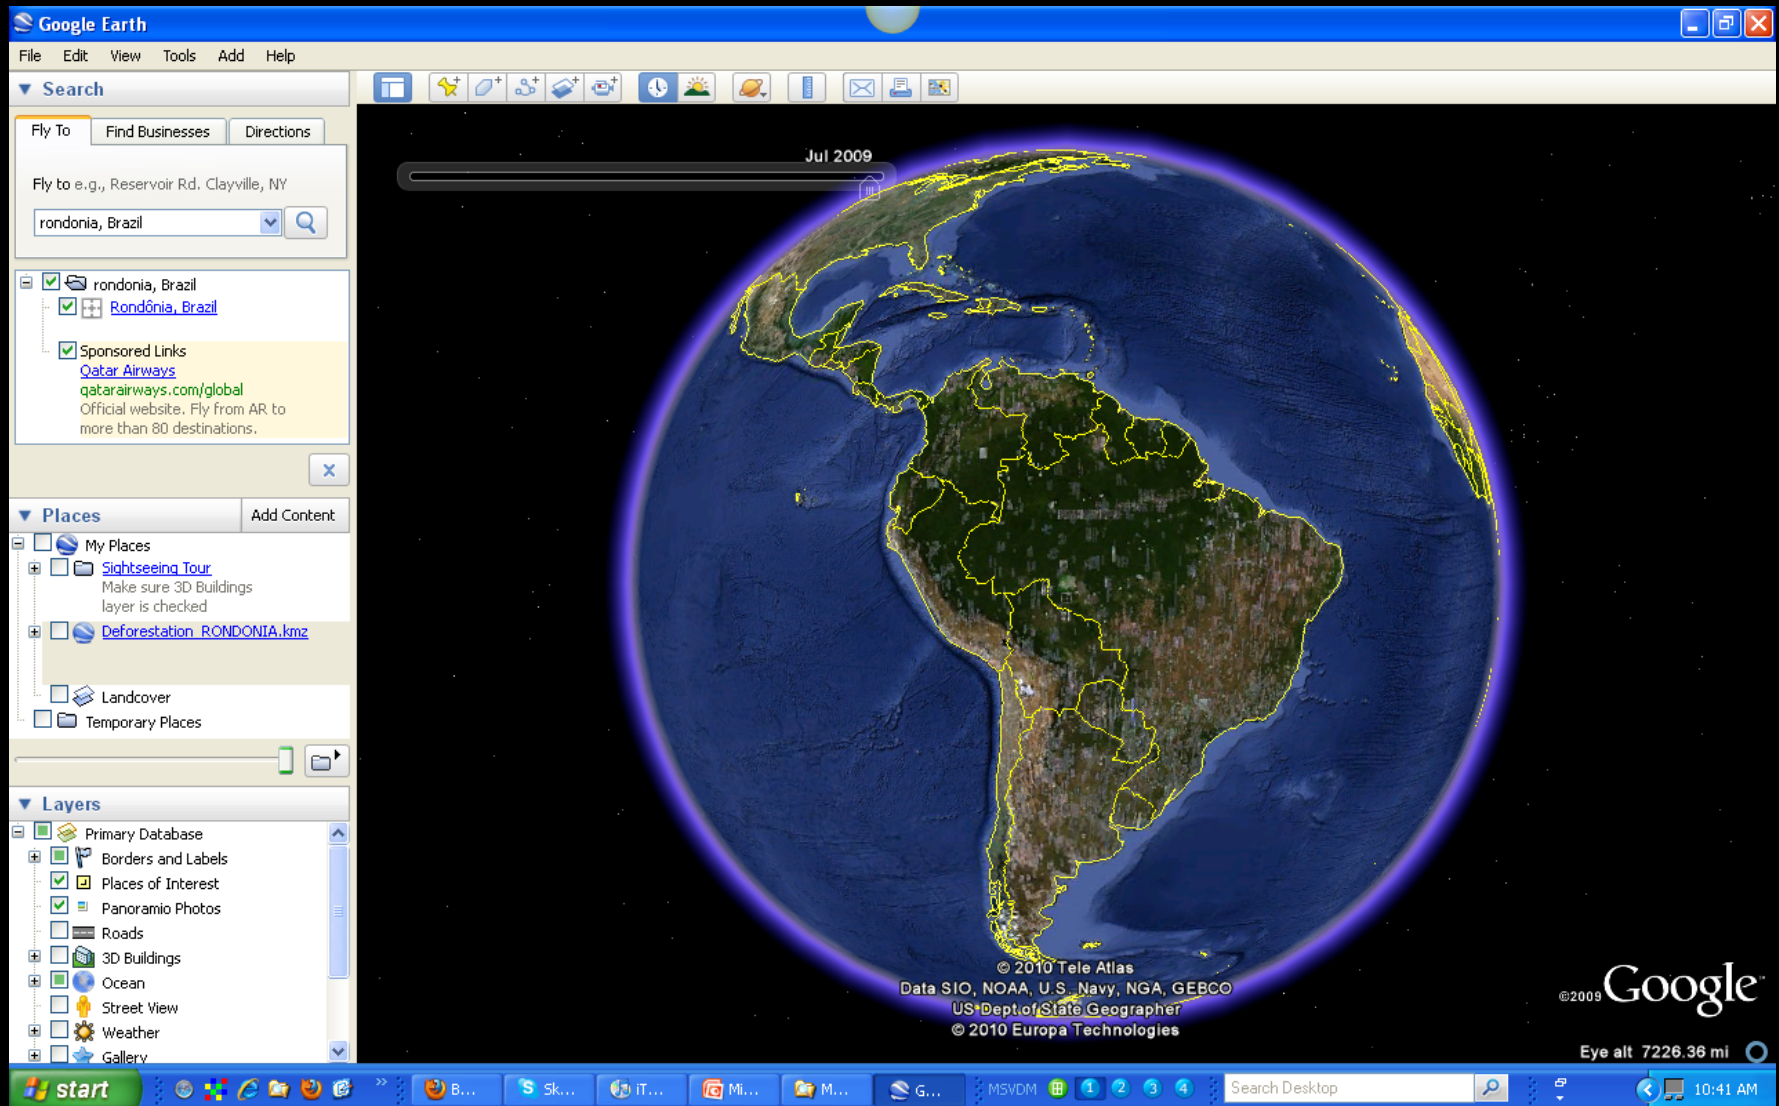 Google Earth
File Edit View Tools Add Help
Search
Fly To Find Businesses Directions
Fly to e.g., Reservoir Rd. Clayville, NY
rondonia, Brazil
rondonia, Brazil
Rondônia, Brazil
Sponsored Links
Qatar Airways
qatarairways.com/global
Official website. Fly from AR to
more than 80 destinations.
Places Add Content
My Places
Sightseeing Tour
Make sure 3D Buildings
layer is checked
Deforestation_RONDONIA.kmz
Landcover
Temporary Places
Layers
Primary Database
Borders and Labels
Places of Interest
Panoramio Photos
Roads
3D Buildings
Ocean
Street View
Weather
Gallery
Jul 2009
© 2010 Tele Atlas
Data SIO, NOAA, U.S. Navy, NGA, GEBCO
US Dept of State Geographer
© 2010 Europa Technologies
©2009 Google
Eye alt 7226.36 mi
start B... Sk... iT... Mi... M... G... MSVDM 1 2 3 4 Search Desktop 10:41 AM